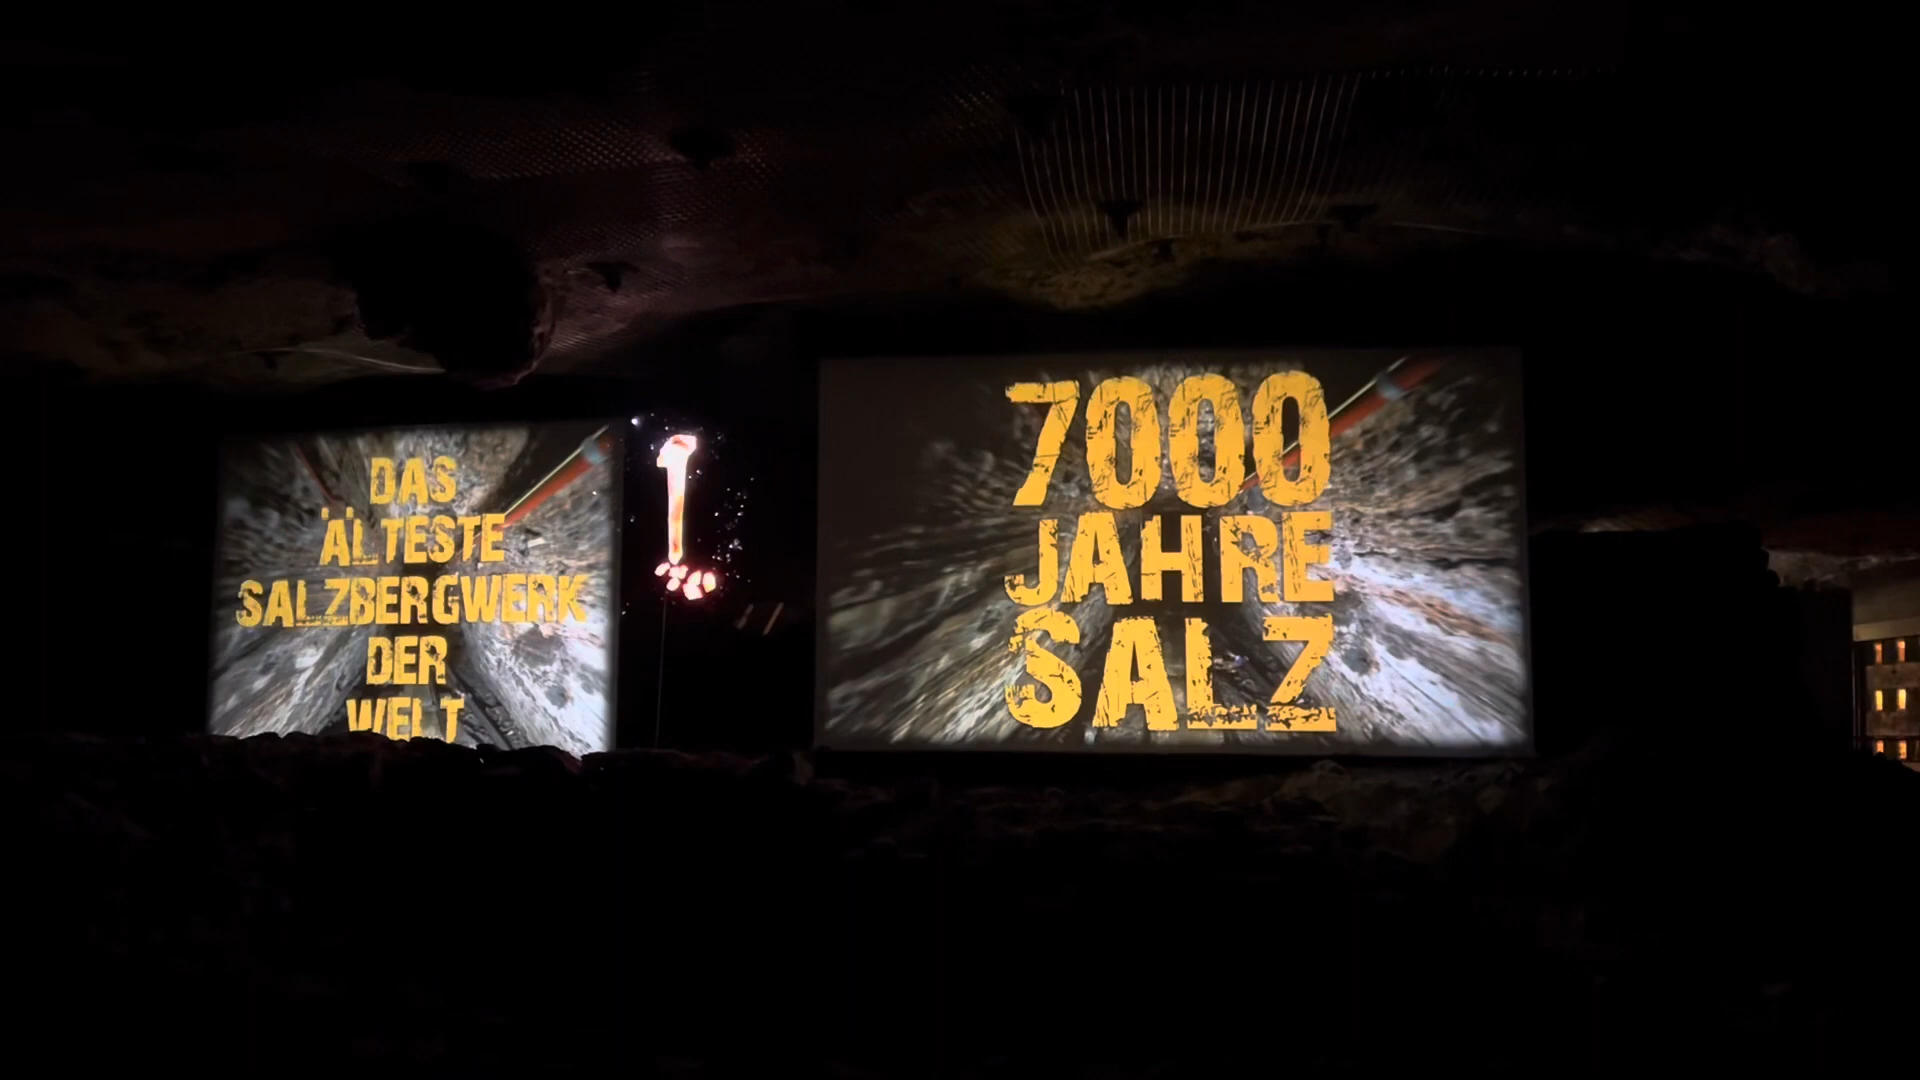 DAS
ÄLTESTE
SALZBERGWERK
DER
WELT
7000
JAHRE
SALZ